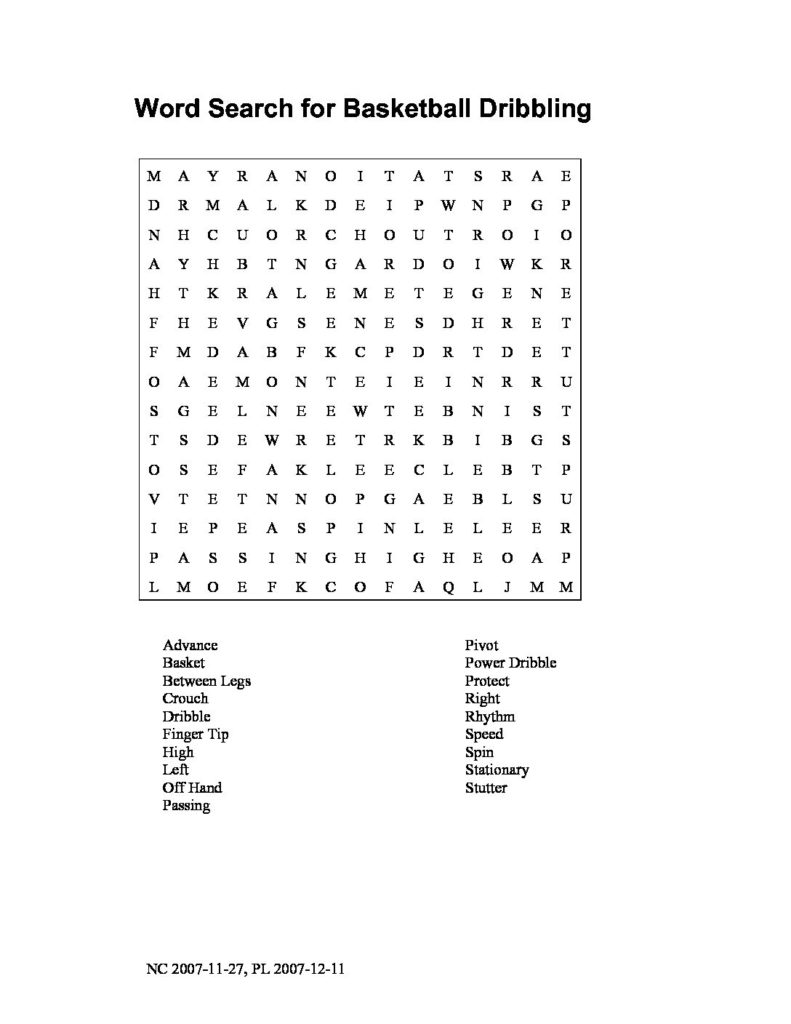 Word Search for Basketball Dribbling
M A Y R A N O I T A T S R A E
D R M A L K D E I P W N P G P
N H C U O R C H O U T R O I O
A Y H B T N G A R D O I W K R
H T K R A L E M E T E G E N E
F H E V G S E N E S D H R E T
F M D A B F K C P D R T D E T
O A E M O N T E I E I N R R U
S G E L N E E W T E B N I S T
T S D E W R E T R K B I B G S
O S E F A K L E E C L E B T P
V T E T N N O P G A E B L S U
I E P E A S P I N L E L E E R
P A S S I N G H I G H E O A P
L M O E F K C O F A Q L J M M
Advance Pivot
Basket Power Dribble
Between Legs Protect
Crouch Right
Dribble Rhythm
Finger Tip Speed
High Spin
Left Stationary
Off Hand Stutter
Passing
NC 2007-11-27, PL 2007-12-11